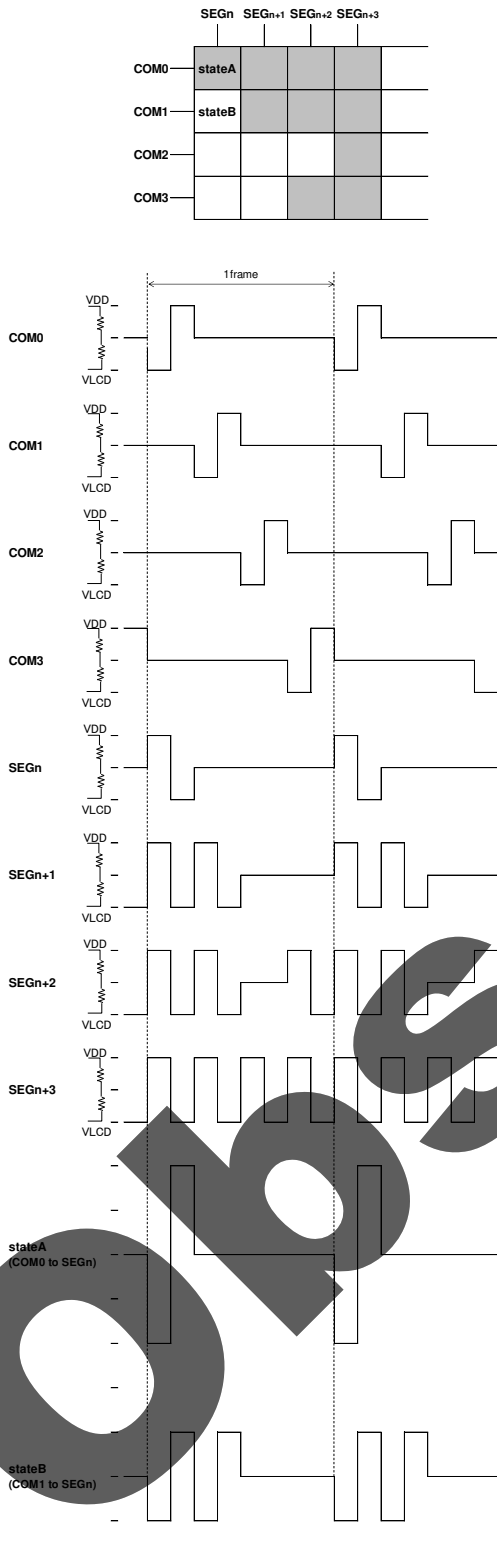 SEGn SEGn+1 SEGn+2 SEGn+3
COM0 stateA
COM1 stateB
COM2
COM3
1frame
VDD
COM0
VLCD
VDD
COM1
VLCD
VDD
COM2
VLCD
VDD
COM3
VLCD
VDD
SEGn
VLCD
VDD
SEGn+1
VLCD
VDD
SEGn+2
VLCD
VDD
SEGn+3
VLCD
stateA
(COM0 to SEGn)
stateB
(COM1 to SEGn)
obs